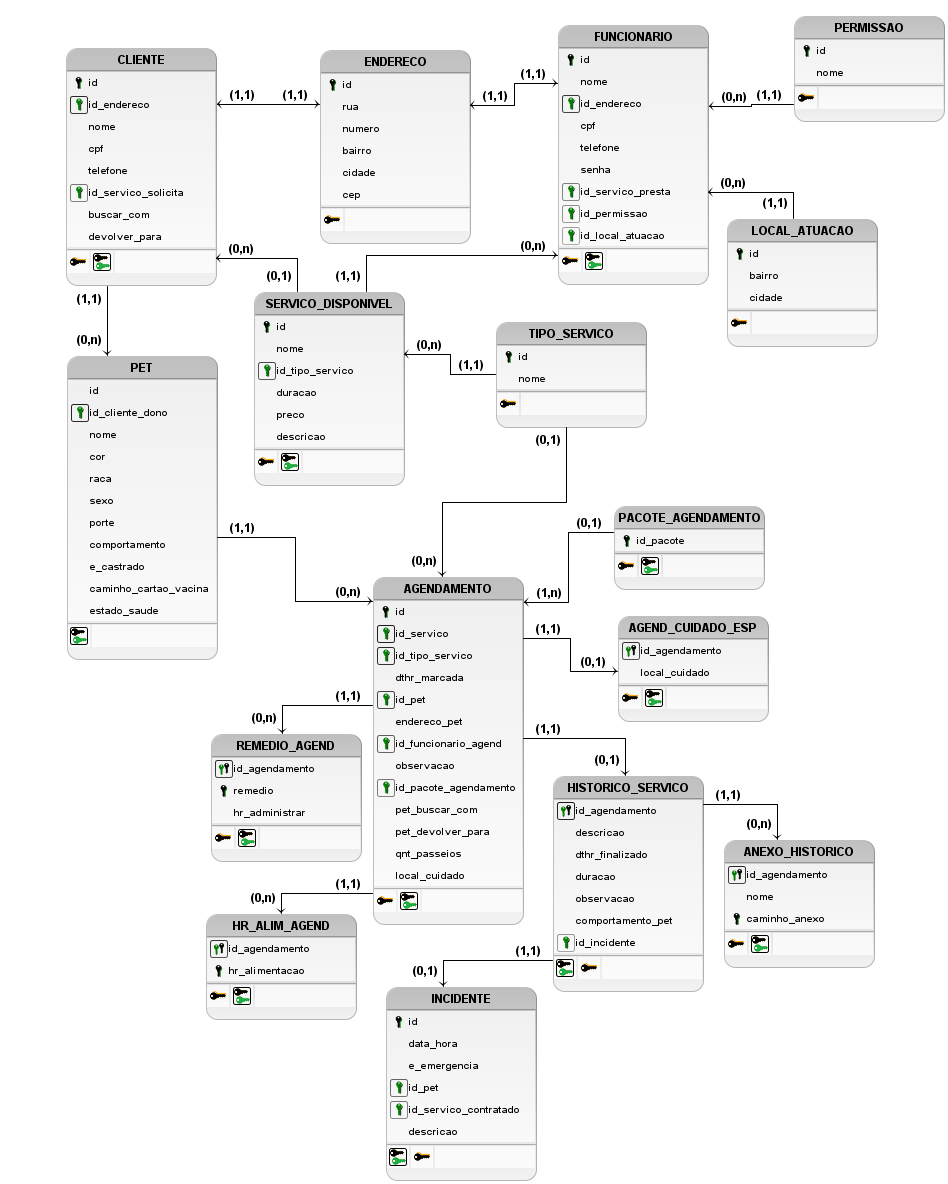 CLIENTE
id
id_endereco
nome
cpf
telefone
id_servico_solicita
buscar_com
devolver_para
(1,1)
(1,1)
ENDERECO
id
rua
numero
bairro
cidade
cep
(1,1)
(1,1)
FUNCIONARIO
id
nome
id_endereco
cpf
telefone
senha
id_servico_presta
id_permissao
id_local_atuacao
(0,n)
(1,1)
PERMISSAO
id
nome
(0,n)
(1,1)
LOCAL_ATUACAO
id
bairro
cidade
(0,n)
(0,1)
(1,1)
(0,n)
SERVICO_DISPONIVEL
id
nome
id_tipo_servico
duracao
preco
descricao
(0,n)
(1,1)
TIPO_SERVICO
id
nome
(0,1)
(0,n)
(1,1)
(0,n)
PET
id
id_cliente_dono
nome
cor
raca
sexo
porte
comportamento
e_castrado
caminho_cartao_vacina
estado_saude
(1,1)
(0,n)
PACOTE_AGENDAMENTO
id_pacote
(0,1)
(1,n)
AGENDAMENTO
id
id_servico
id_tipo_servico
dthr_marcada
id_pet
endereco_pet
id_funcionario_agend
observacao
id_pacote_agendamento
pet_buscar_com
pet_devolver_para
qnt_passeios
local_cuidado
(1,1)
(0,1)
AGEND_CUIDADO_ESP
id_agendamento
local_cuidado
(1,1)
(0,n)
REMEDIO_AGEND
id_agendamento
remedio
hr_administrar
(1,1)
(0,1)
HISTORICO_SERVICO
id_agendamento
descricao
dthr_finalizado
duracao
observacao
comportamento_pet
id_incidente
(1,1)
(0,n)
ANEXO_HISTORICO
id_agendamento
nome
caminho_anexo
(1,1)
(0,n)
HR_ALIM_AGEND
id_agendamento
hr_alimentacao
(1,1)
(0,1)
INCIDENTE
id
data_hora
e_emergencia
id_pet
id_servico_contratado
descricao